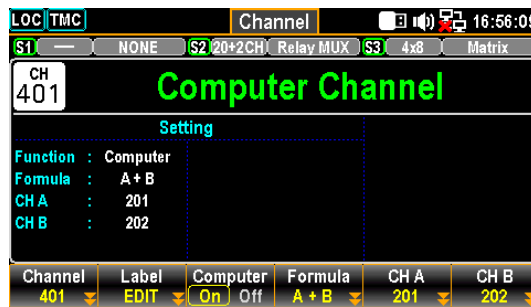 LOC TMC Channel 16:56:0
S1 — NONE S2 20+2CH Relay MUX S3 4x8 Matrix
CH
401 Computer Channel
Setting
Function : Computer
Formula : A + B
CH A : 201
CH B : 202
Channel Label Computer Formula CH A CH B
401 EDIT On Off A + B 201 202